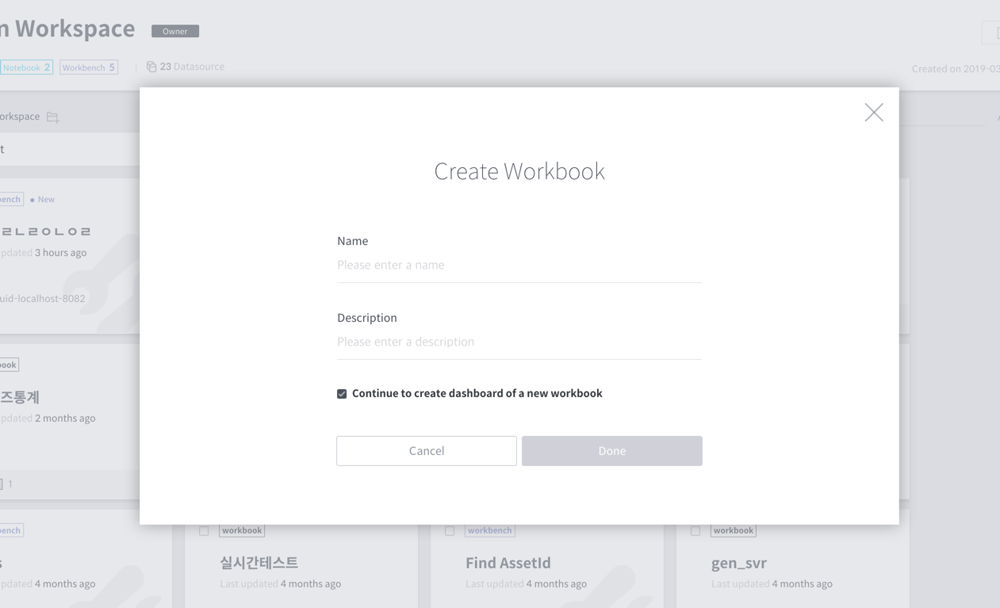 n Workspace Owner
Notebook 2 Workbench 5 23 Datasource
Created on 2019-03
orkspace
t
bench New
ㄹㄴㄹㅇㄴㅇㄹ
pdated 3 hours ago
uid-localhost-8082
book
즈통계
pdated 2 months ago
1
Create Workbook
Name
Please enter a name
Description
Please enter a description
Continue to create dashboard of a new workbook
Cancel Done
bench
s
pdated 4 months ago
workbook
실시간테스트
Last updated 4 months ago
workbench
Find AssetId
Last updated 4 months ago
workbook
gen_svr
Last updated 4 months ago